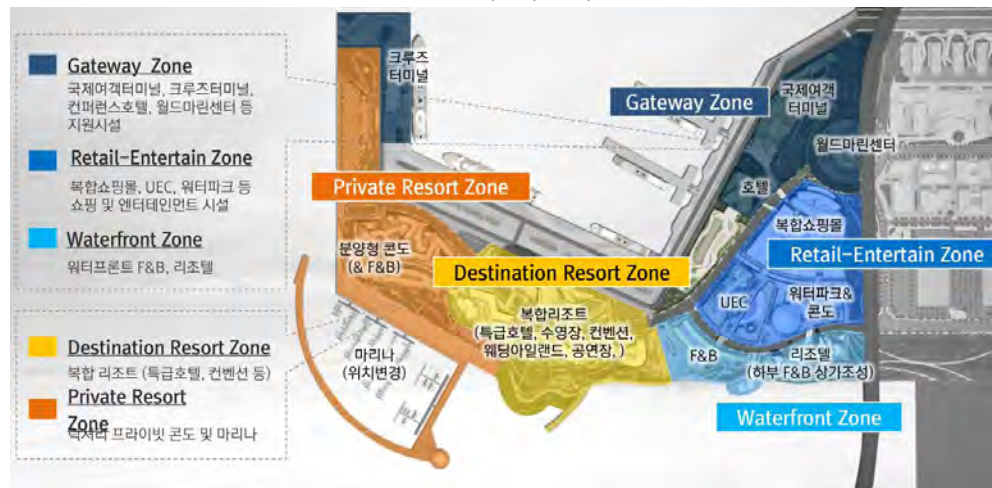 Gateway Zone
국제여객터미널, 크루즈터미널,
컨퍼런스호텔, 월드마린센터 등
지원시설
Retail-Entertain Zone
복합쇼핑몰, UEC, 워터파크 등
쇼핑 및 엔터테인먼트 시설
Waterfront Zone
워터프론트 F&B, 리조텔
Destination Resort Zone
복합 리조트 (특급호텔, 컨벤션 등)
Private Resort
Zone
럭셔리 프라이빗 콘도 및 마리나
크루즈
터미널
Gateway Zone
국제여객
터미널
월드마린센터
호텔
Private Resort Zone
복합쇼핑몰
Retail-Entertain Zone
분양형 콘도
(& F&B)
Destination Resort Zone
UEC
워터파크&
콘도
복합리조트
(특급호텔, 수영장, 컨벤션,
웨딩아일랜드, 공연장, )
마리나
(위치변경)
F&B
리조텔
(하부 F&B 상가조성)
Waterfront Zone